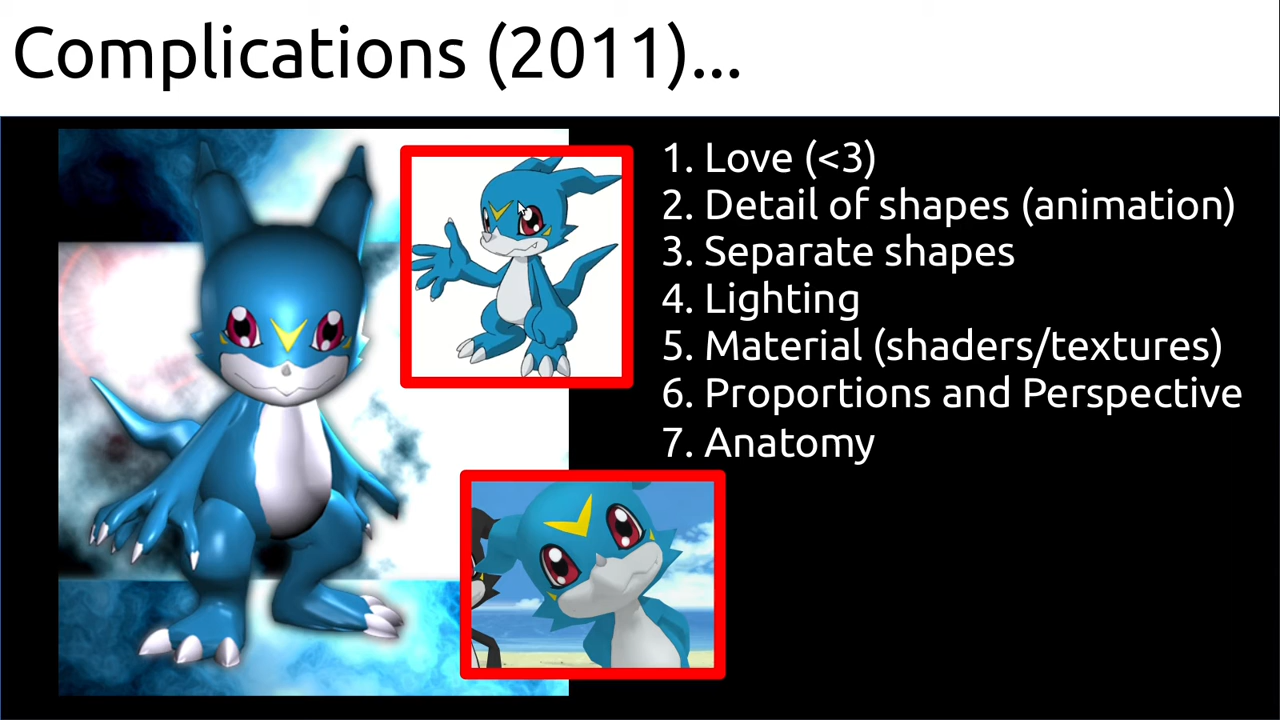 Complications (2011)...
1. Love (<3)
2. Detail of shapes (animation)
3. Separate shapes
4. Lighting
5. Material (shaders/textures)
6. Proportions and Perspective
7. Anatomy